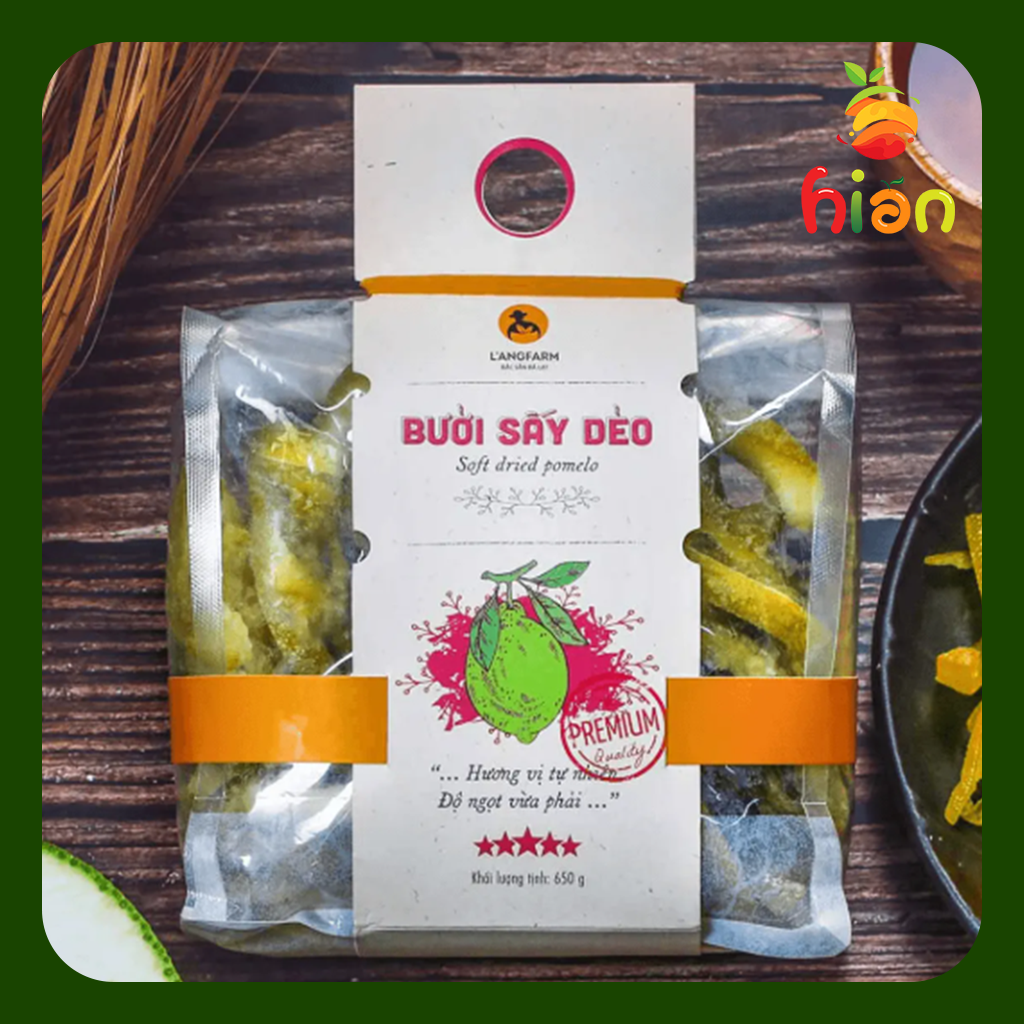 hián
L'ANGFARM
ĐẶC SẢN ĐÀ LẠT
BƯỞI SẤY DẺO
Soft dried pomelo
PREMIUM
Quality
“... Hương vị tự nhiên
Độ ngọt vừa phải ...”
Khối lượng tịnh: 650 g